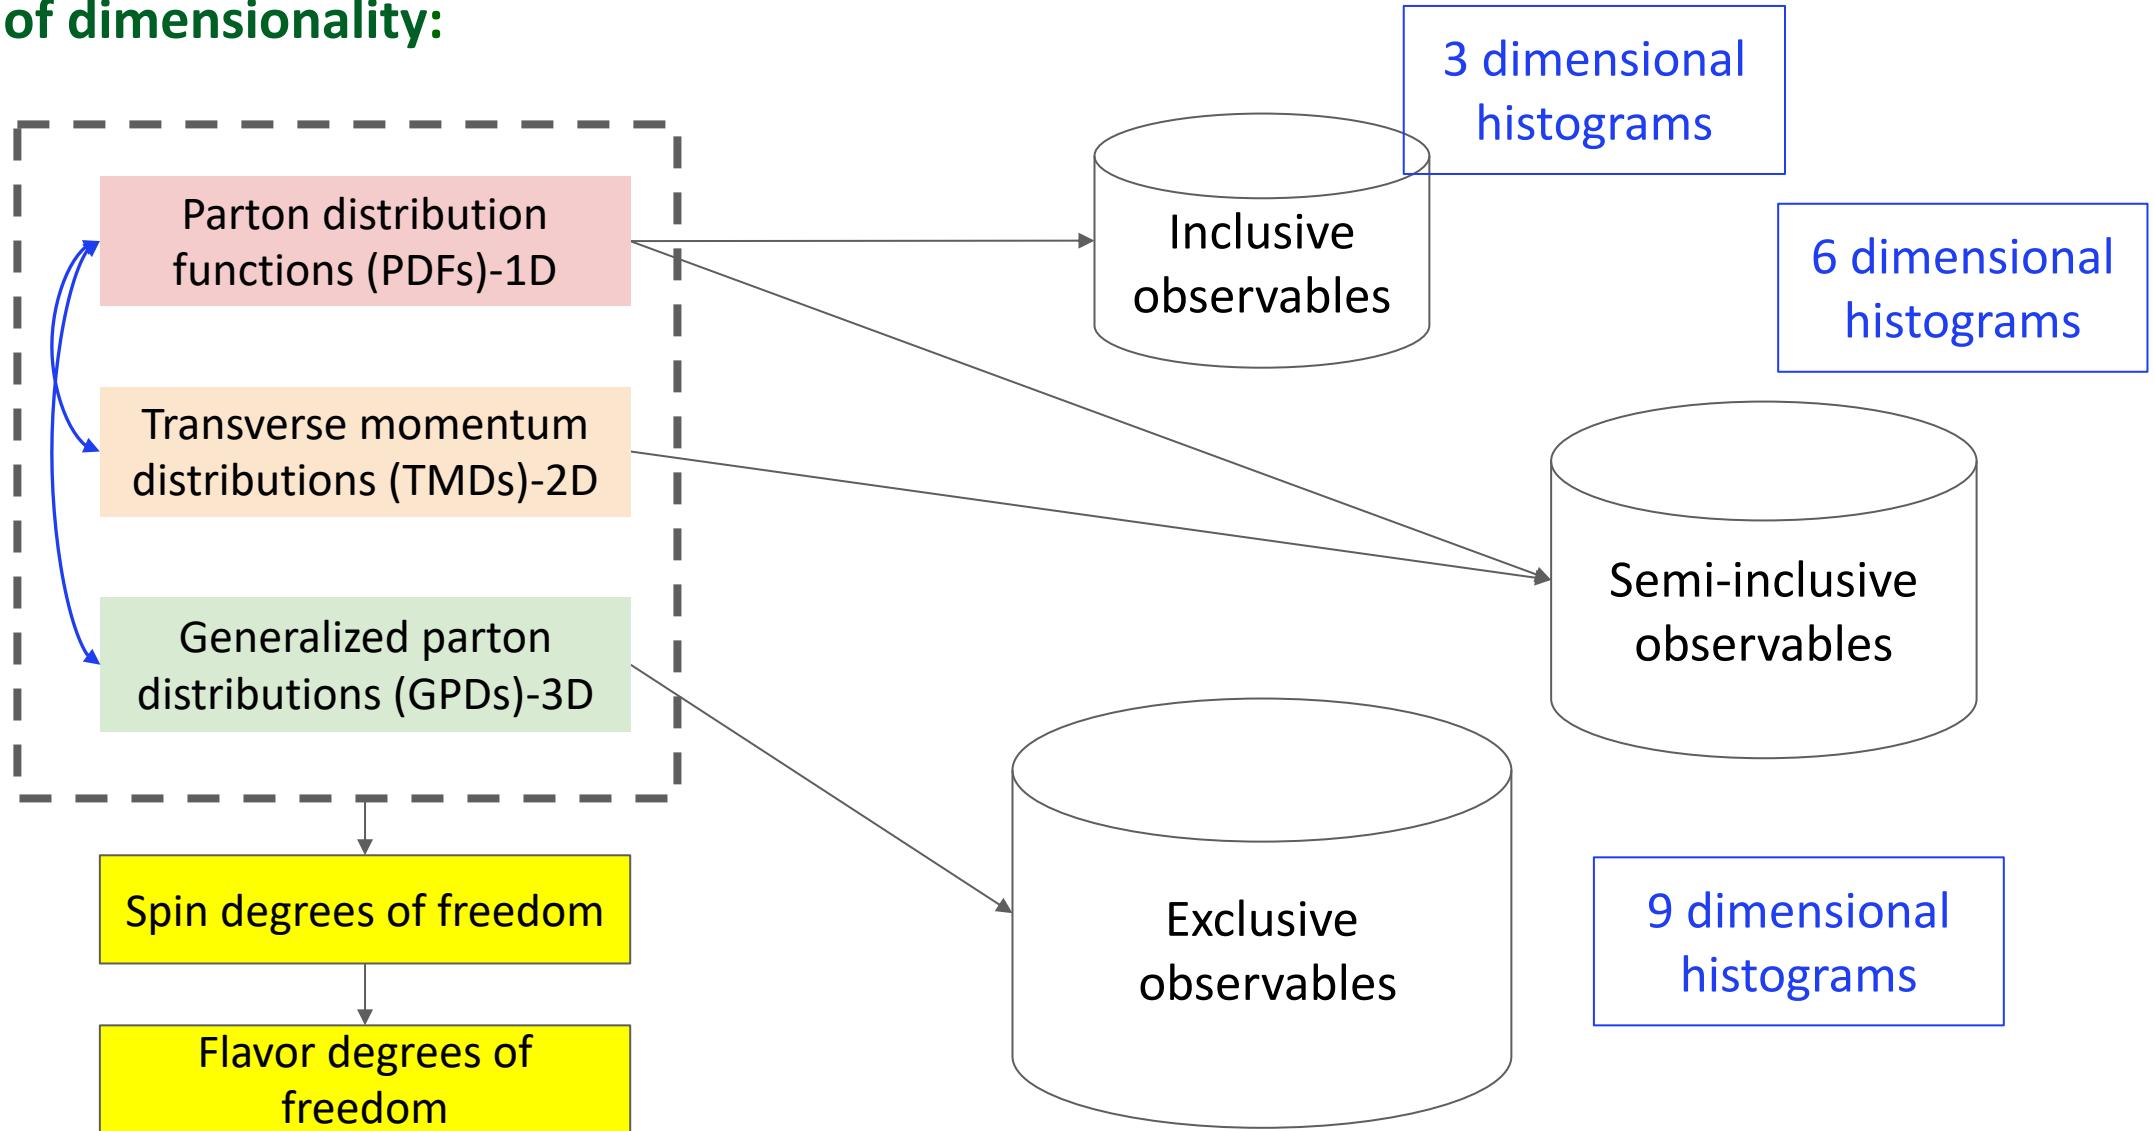 of dimensionality:
3 dimensional
histograms
Parton distribution
functions (PDFs)-1D
Inclusive
observables
6 dimensional
histograms
Transverse momentum
distributions (TMDs)-2D
Semi-inclusive
observables
Generalized parton
distributions (GPDs)-3D
Spin degrees of freedom
Exclusive
observables
9 dimensional
histograms
Flavor degrees of
freedom